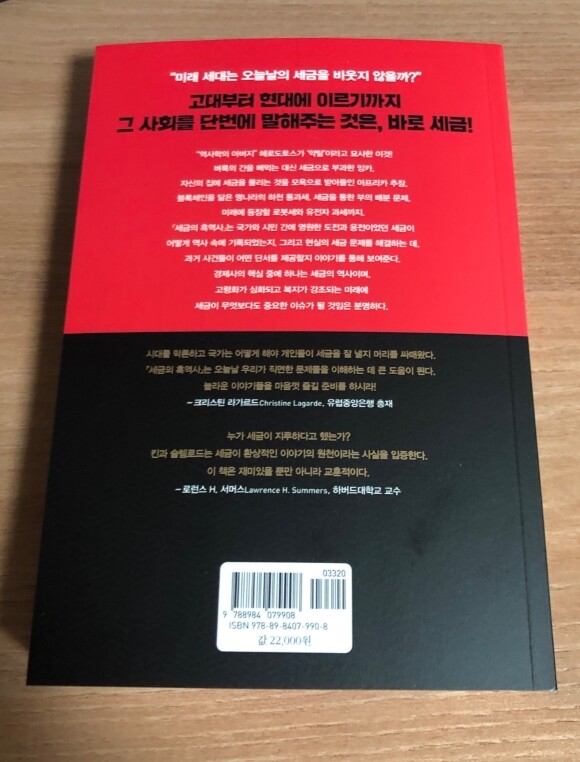 "미래 세대는 오늘날의 세금을 비웃지 않을까?"
고대부터 현대에 이르기까지
그 사회를 단번에 말해주는 것은, 바로 세금!
"역사학의 아버지" 헤로도토스가 '약탈'이라고 묘사한 이것!
벼룩의 간을 빼먹는 대신 세금으로 부과한 잉카,
자신의 집에 세금을 물리는 것을 모욕으로 받아들인 아프리카 추장,
블록체인을 닮은 명나라의 하천 통과세, 세금을 통한 부의 배분 문제,
미래에 등장할 로봇세와 유전자 과세까지.
『세금의 흑역사』는 국가와 시민 간에 영원한 도전과 응전이었던 세금이
어떻게 역사 속에 기록되었는지, 그리고 현실의 세금 문제를 해결하는 데,
과거 사건들이 어떤 단서를 제공할지 이야기를 통해 보여준다.
경제사의 핵심 중에 하나는 세금의 역사이며,
고령화가 심화되고 복지가 강조되는 미래에
세금이 무엇보다도 중요한 이슈가 될 것임은 분명하다.
시대를 막론하고 국가는 어떻게 해야 개인들이 세금을 잘 낼지 머리를 싸매왔다.
『세금의 흑역사』는 오늘날 우리가 직면한 문제들을 이해하는 데 큰 도움이 된다.
놀라운 이야기들을 마음껏 즐길 준비를 하시라!
– 크리스틴 라가르드Christine Lagarde, 유럽중앙은행 총재
누가 세금이 지루하다고 했는가?
킨과 슬렘로드는 세금이 환상적인 이야기의 원천이라는 사실을 입증한다.
이 책은 재미있을 뿐만 아니라 교훈적이다.
– 로런스 H. 서머스Lawrence H. Summers, 하버드대학교 교수
03320
9 788984 079908
ISBN 978-89-8407-990-8
값 22,000원